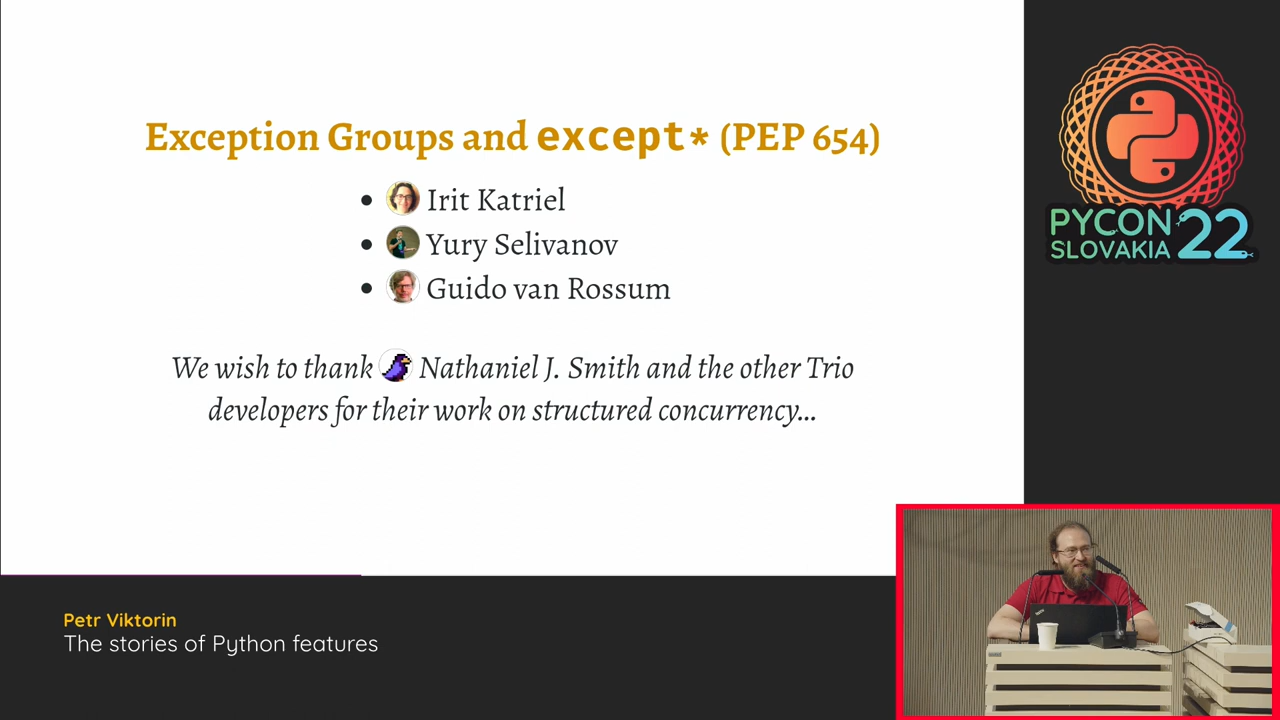 Exception Groups and except* (PEP 654)
Irit Katriel
Yury Selivanov
Guido van Rossum
We wish to thank Nathaniel J. Smith and the other Trio
developers for their work on structured concurrency...
PYCON
SLOVAKIA 22
Petr Viktorin
The stories of Python features